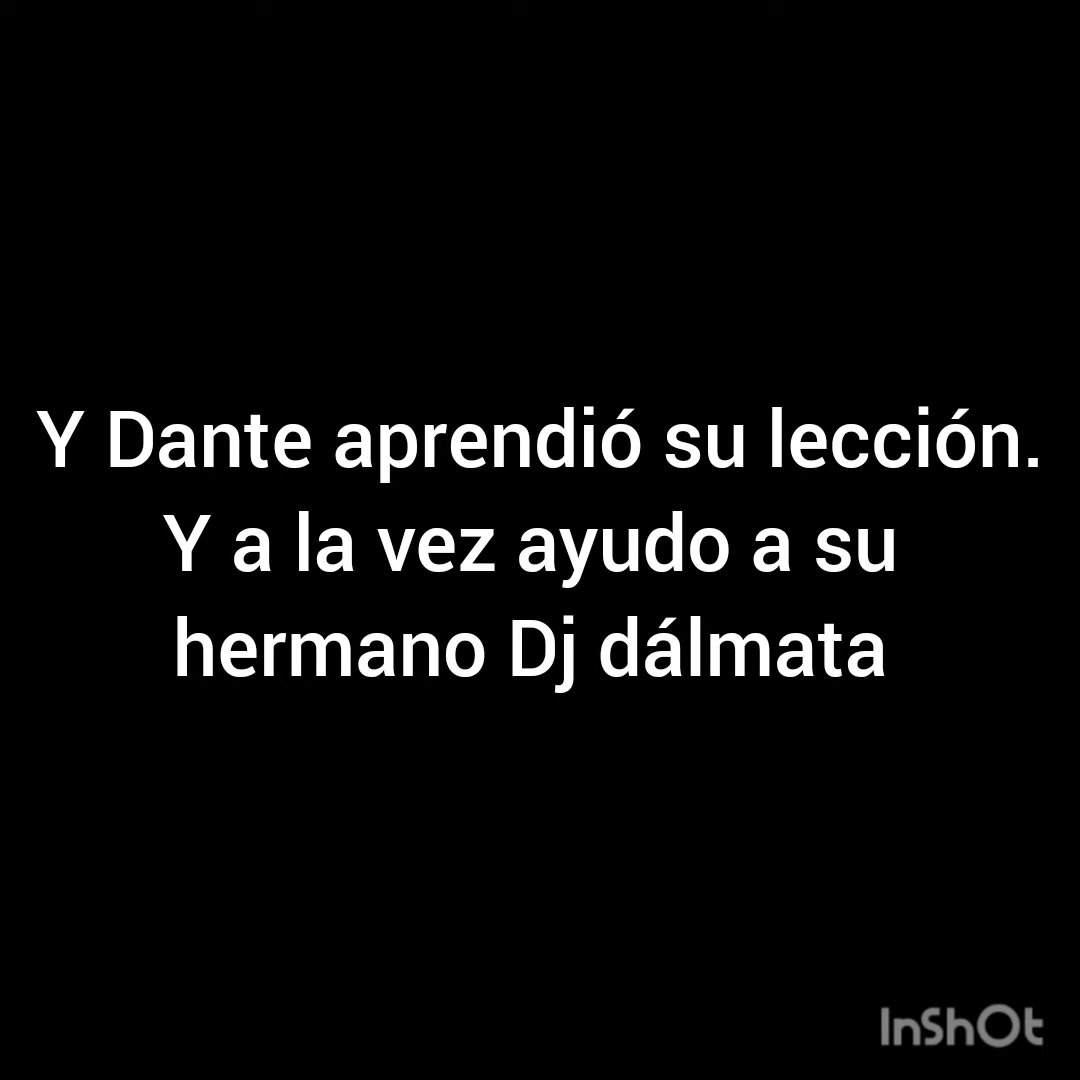 Y Dante aprendió su lección.
Y a la vez ayudo a su
hermano Dj dálmata
InShOt